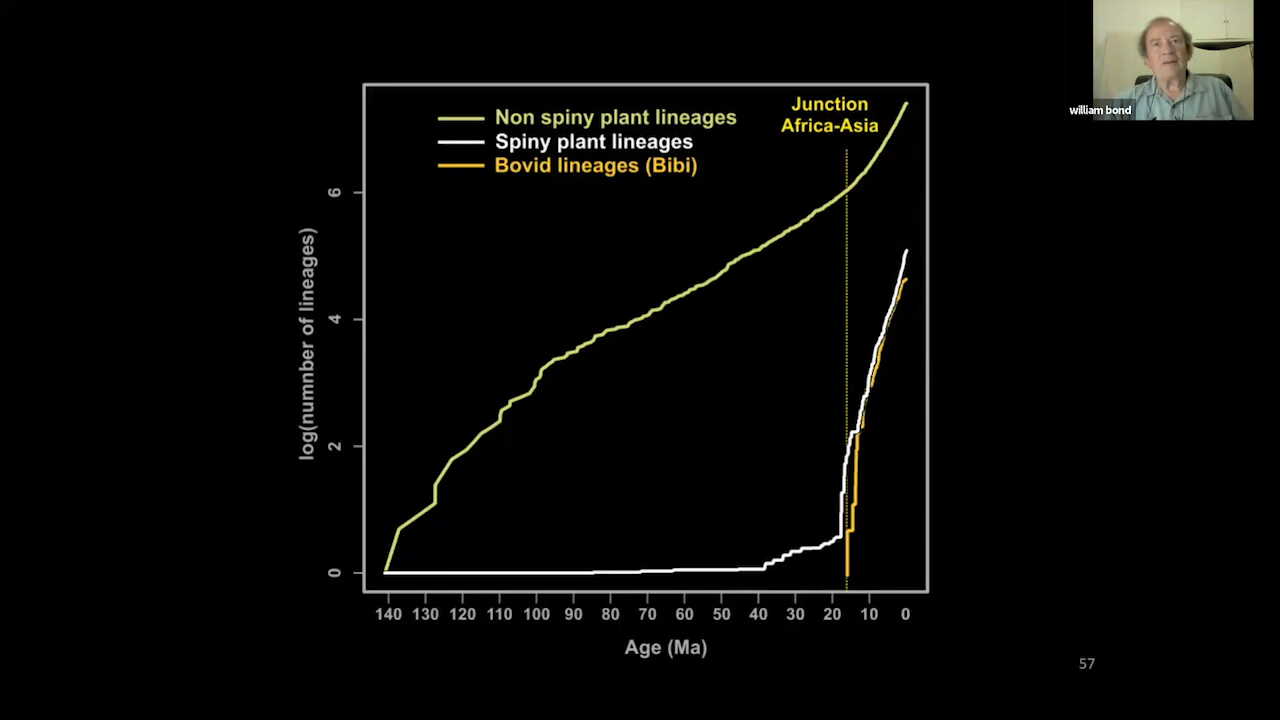 william bond
Non spiny plant lineages
Spiny plant lineages
Bovid lineages (Bibi)
Junction
Africa-Asia
log(numnber of lineages)
6
4
2
0
140 130 120 110 100 90 80 70 60 50 40 30 20 10 0
Age (Ma)
57